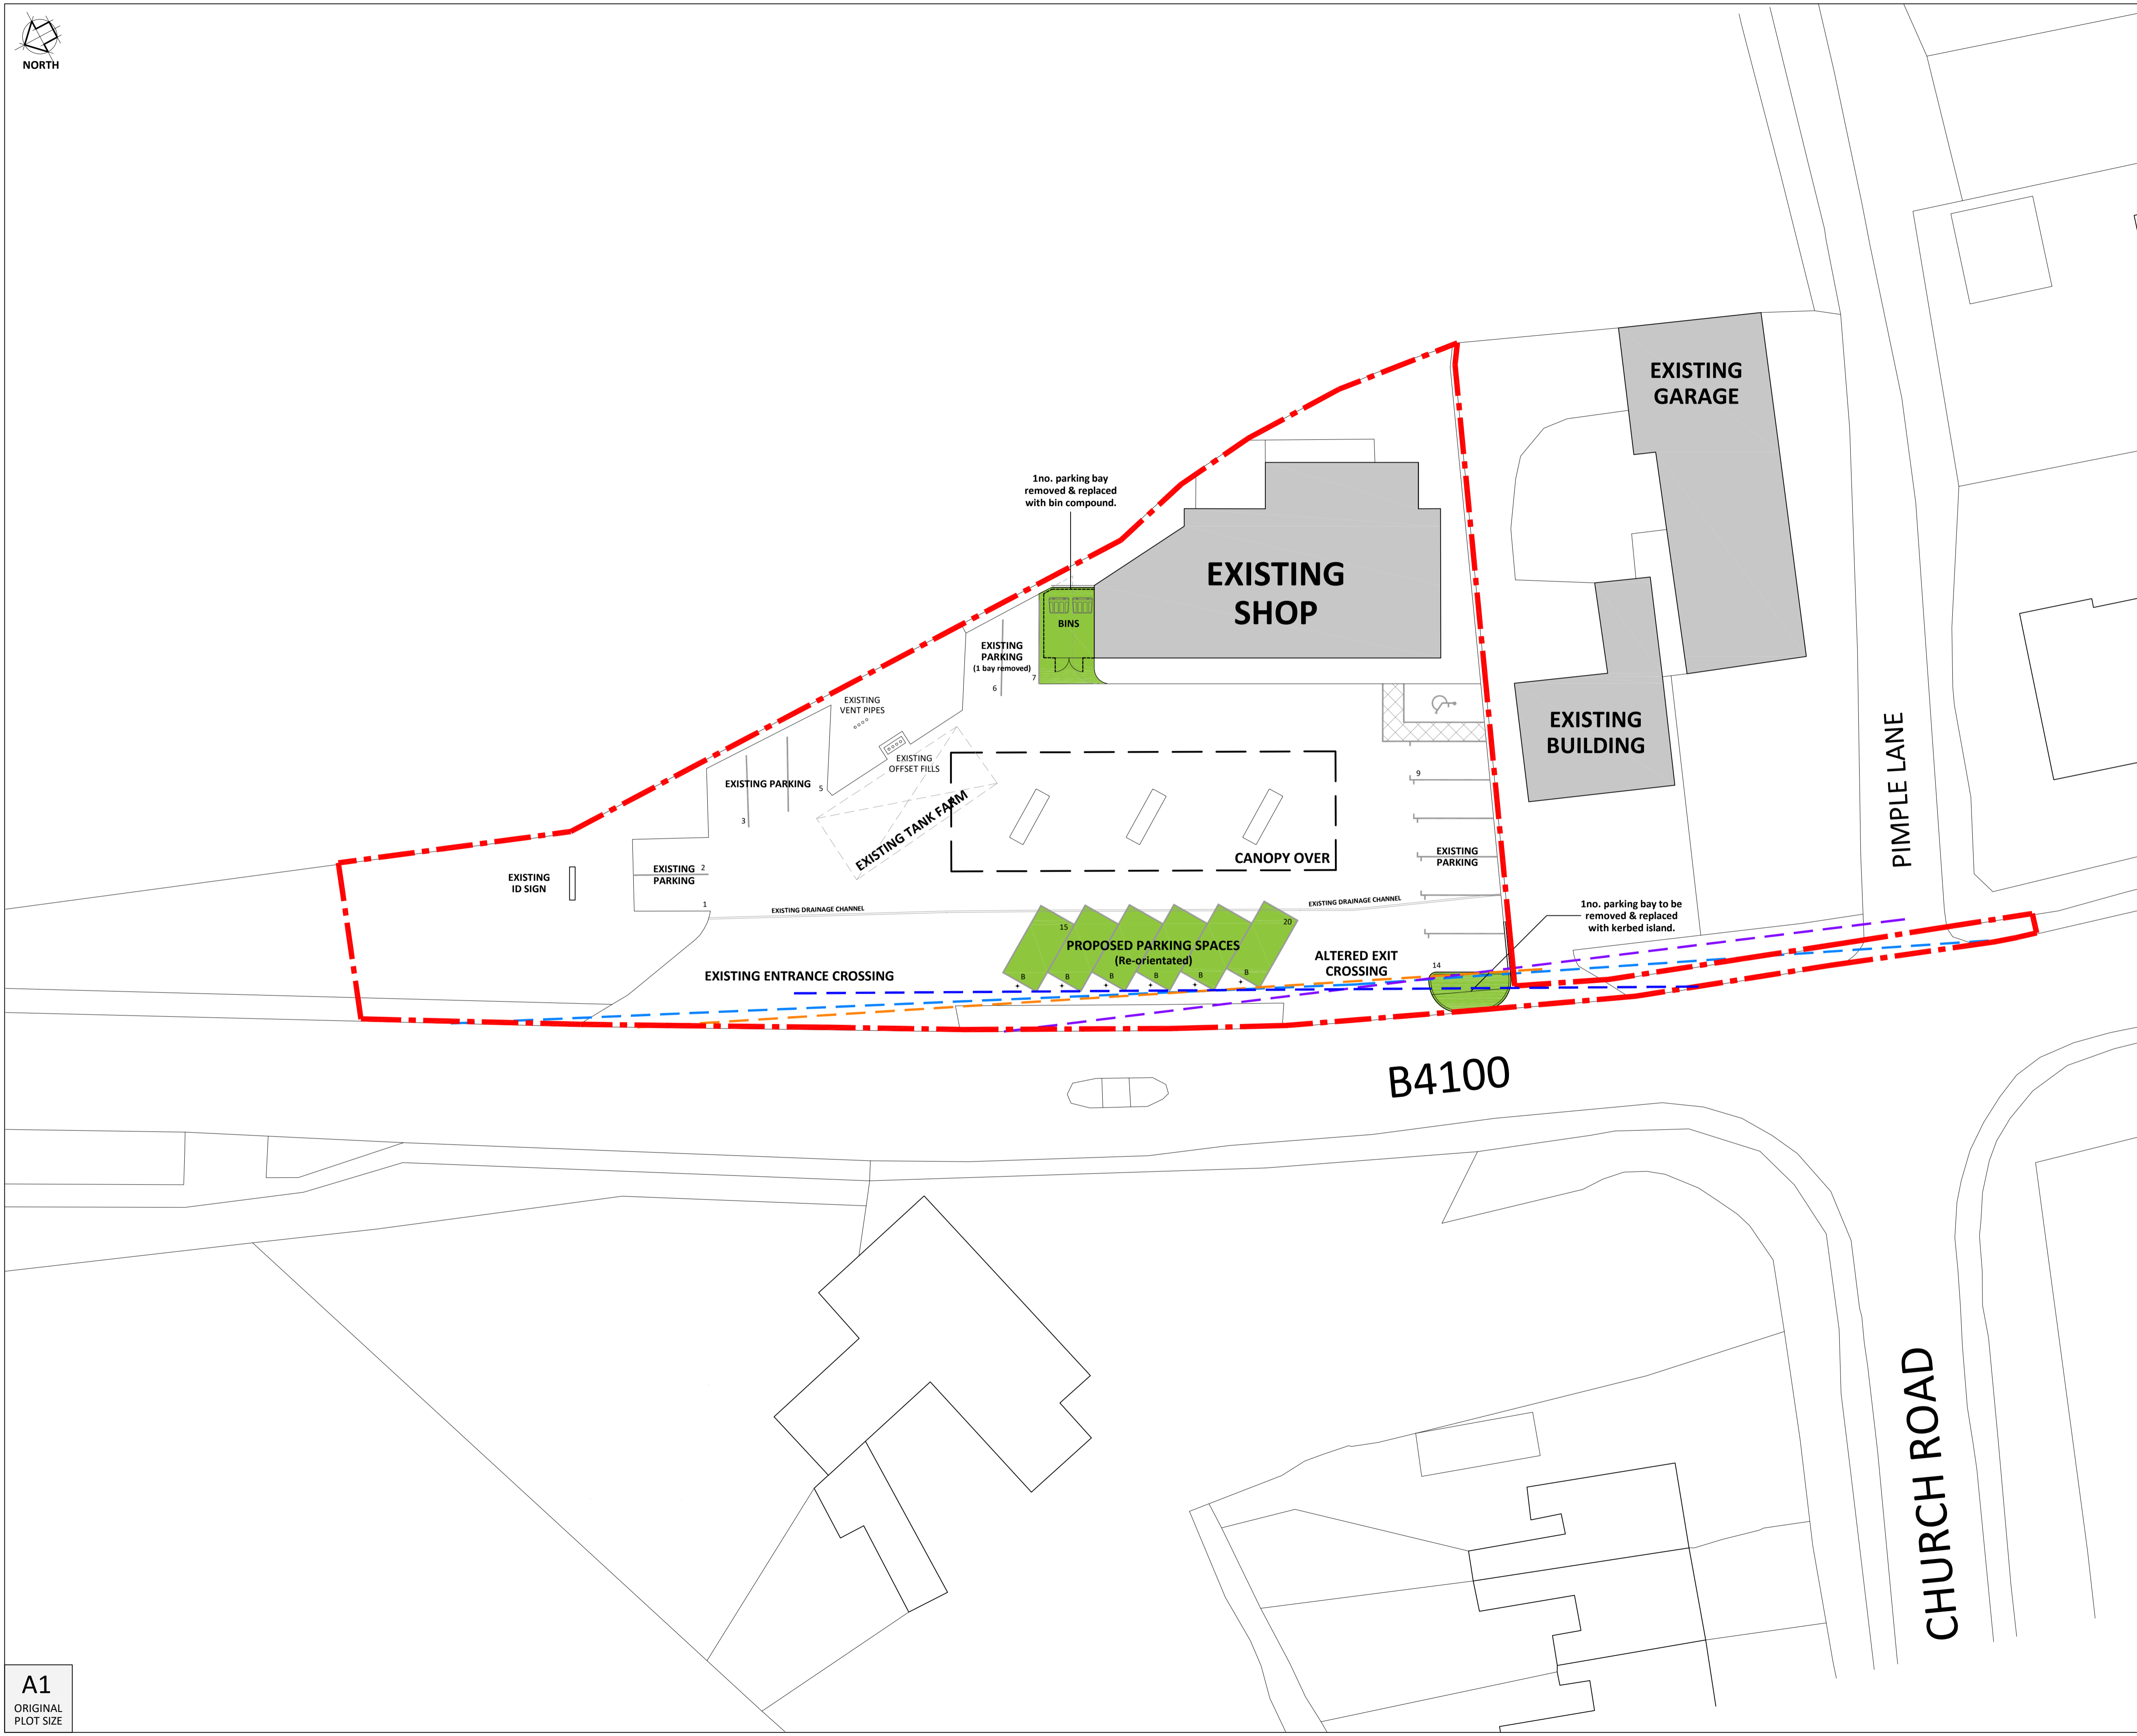 NORTH
1no. parking bay
removed & replaced
with bin compound.
EXISTING
GARAGE
EXISTING
SHOP
BINS
EXISTING
PARKING
(1 bay removed)
7
6
EXISTING
VENT PIPES
EXISTING
OFFSET FILLS
EXISTING PARKING
5
3
EXISTING TANK FARM
EXISTING
BUILDING
PIMPLE LANE
9
CANOPY OVER
EXISTING
PARKING
EXISTING
ID SIGN
EXISTING
PARKING
2
1
EXISTING DRAINAGE CHANNEL
EXISTING DRAINAGE CHANNEL
1no. parking bay to be
removed & replaced
with kerbed island.
15
20
PROPOSED PARKING SPACES
(Re-orientated)
B
B
B
B
B
B
EXISTING ENTRANCE CROSSING
ALTERED EXIT
CROSSING
14
B4100
CHURCH ROAD
A1
ORIGINAL
PLOT SIZE